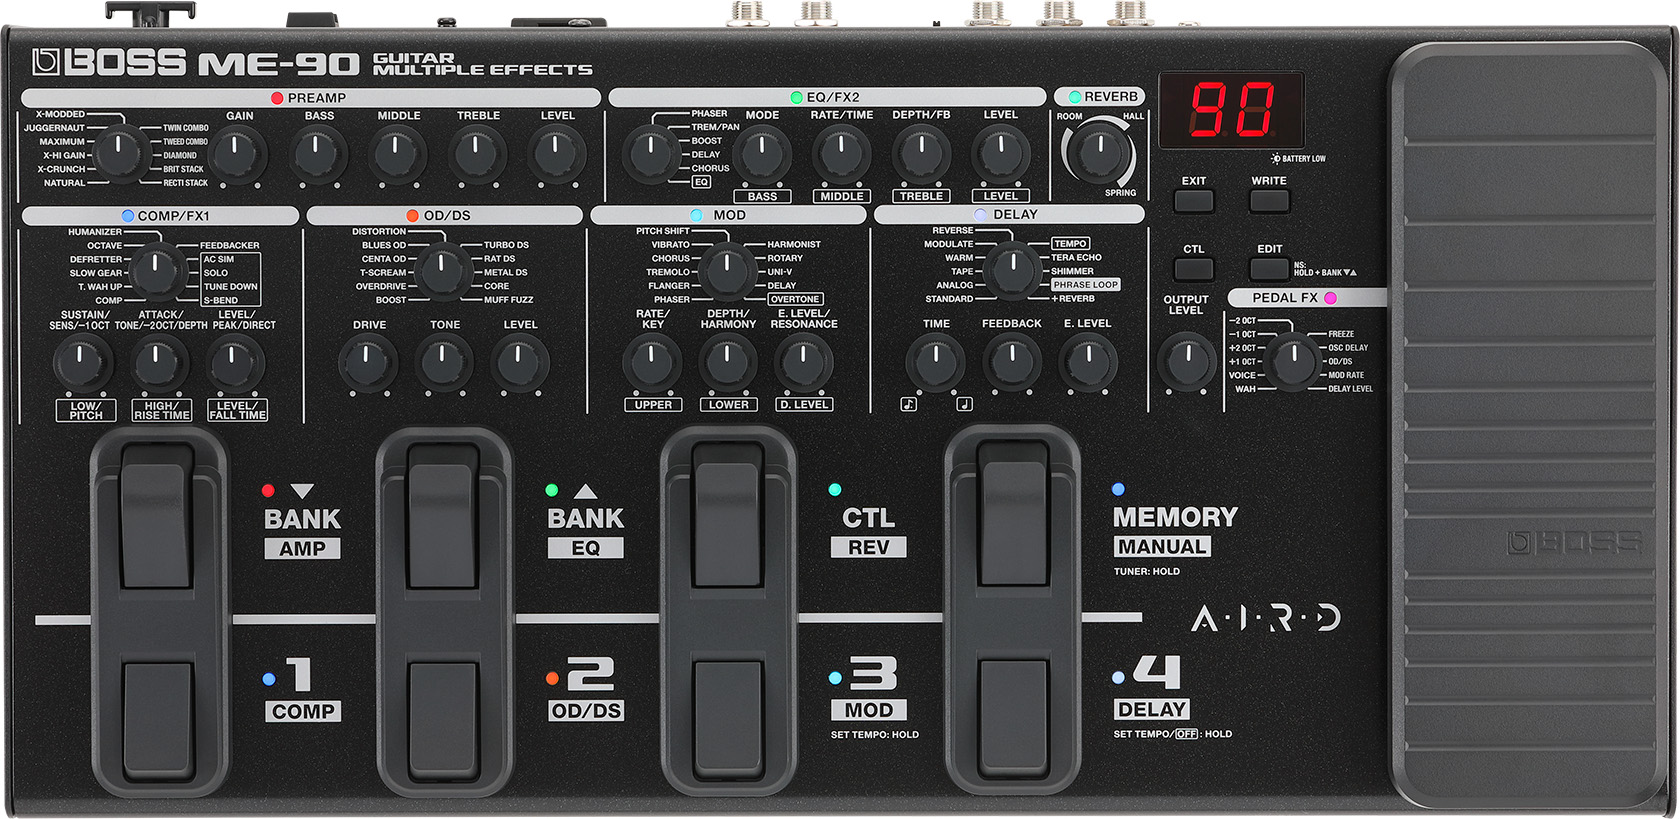 BOSS ME-90 GUITAR MULTIPLE EFFECTS
PREAMP
X-MODDED
JUGGERNAUT
MAXIMUM
X-HI GAIN
X-CRUNCH
NATURAL
TWIN COMBO
TWEED COMBO
DIAMOND
BRIT STACK
RECTI STACK
GAIN
BASS
MIDDLE
TREBLE
LEVEL
EQ/FX2
PHASER
TREM/PAN
BOOST
DELAY
CHORUS
EQ
MODE
RATE/TIME
DEPTH/FB
LEVEL
BASS
MIDDLE
TREBLE
LEVEL
REVERB
ROOM
HALL
SPRING
90
BATTERY LOW
EXIT
WRITE
CTL
EDIT
NS:
HOLD + BANK ▼▲
COMP/FX1
HUMANIZER
OCTAVE
DEFRETTER
SLOW GEAR
T. WAH UP
COMP
FEEDBACKER
AC SIM
SOLO
TUNE DOWN
S-BEND
SUSTAIN/
SENS/-1OCT
ATTACK/
TONE/-2OCT/DEPTH
LEVEL/
PEAK/DIRECT
LOW/
PITCH
HIGH/
RISE TIME
LEVEL/
FALL TIME
OD/DS
DISTORTION
BLUES OD
CENTA OD
T-SCREAM
OVERDRIVE
BOOST
TURBO DS
RAT DS
METAL DS
CORE
MUFF FUZZ
DRIVE
TONE
LEVEL
MOD
PITCH SHIFT
VIBRATO
CHORUS
TREMOLO
FLANGER
PHASER
HARMONIST
ROTARY
UNI-V
DELAY
OVERTONE
RATE/
KEY
DEPTH/
HARMONY
E. LEVEL/
RESONANCE
UPPER
LOWER
D. LEVEL
DELAY
REVERSE
MODULATE
WARM
TAPE
ANALOG
STANDARD
TEMPO
TERA ECHO
SHIMMER
PHRASE LOOP
+REVERB
TIME
FEEDBACK
E. LEVEL
OUTPUT
LEVEL
PEDAL FX
-2 OCT
-1 OCT
+2 OCT
+1 OCT
VOICE
WAH
FREEZE
OSC DELAY
OD/DS
MOD RATE
DELAY LEVEL
▼
BANK
AMP
▲
BANK
EQ
CTL
REV
MEMORY
MANUAL
TUNER: HOLD
BOSS
A·I·R·D
1
COMP
2
OD/DS
3
MOD
SET TEMPO: HOLD
4
DELAY
SET TEMPO/OFF: HOLD